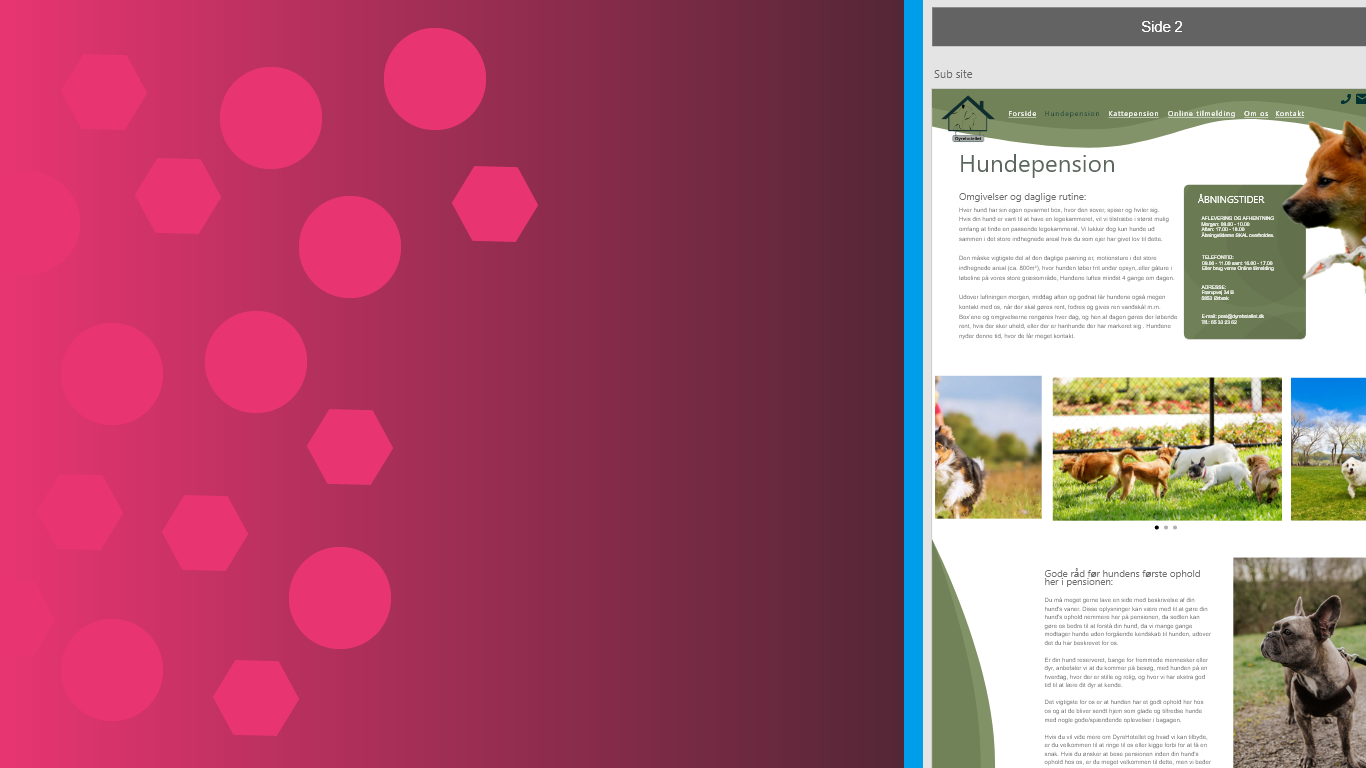 Side 2
Sub site
Dyrehotellet
Forside Hundepension Kattepension Online tilmelding Om os Kontakt
Hundepension
Omgivelser og daglige rutine:
Hver hund har sin egen opvarmet box, hvor den sover, spiser og hviler sig.
Hvis din hund er vant til at have en legekammerat, vil vi tilstræbe i størst mulig
omfang at finde en passende legekammerat. Vi lukker dog kun hunde ud
sammen i det store indhegnede areal hvis du som ejer har givet lov til dette.
Den måske vigtigste del af den daglige pasning er, motionsture i det store
indhegnede areal (ca. 800m²), hvor hunden løber frit under opsyn, eller gåture i
løbeline på vores store græsområde, Hundene luftes mindst 4 gange om dagen.
Udover luftningen morgen, middag aften og godnat får hundene også megen
kontakt med os, når der skal gøres rent, fodres og gives ren vandskål m.m.
Box'ene og omgivelserne rengøres hver dag, og hen af dagen gøres der løbende
rent, hvis der sker uheld, eller der er hanhunde der har markeret sig . Hundene
nyder denne tid, hvor de får meget kontakt.
ÅBNINGSTIDER
AFLEVERING OG AFHENTNING
Morgen: 09.00 - 10.00
Aften: 17.00 - 18.00
Åbningstiderne SKAL overholdes.
TELEFONTID:
09.00 - 11.00 samt 16.00 - 17.00
Eller brug vores Online tilmelding
ADRESSE:
5853 Ørbæk
Gode råd før hundens første ophold
her i pensionen:
Du må meget gerne lave en side med beskrivelse af din
hund's vaner. Disse oplysninger kan være med til at gøre din
hund's ophold nemmere her på pensionen, da sedlen kan
gøre os bedre til at forstå din hund, da vi mange gange
modtager hunde uden forgående kendskab til hunden, udover
det du har beskrevet for os.
Er din hund reserveret, bange for fremmede mennesker eller
dyr, anbefaler vi at du kommer på besøg, med hunden på en
hverdag, hvor der er stille og rolig, og hvor vi har ekstra god
tid til at lære dit dyr at kende.
Det vigtigste for os er at hunden har et godt ophold her hos
os og at de bliver sendt hjem som glade og tilfredse hunde
med nogle gode/spændende oplevelser i bagagen.
Hvis du vil vide mere om DyreHotellet og hvad vi kan tilbyde,
er du velkommen til at ringe til os eller kigge forbi for at få en
snak. Hvis du ønsker at bese pensionen inden din hund's
ophold hos os, er du meget velkommen til dette, men vi beder